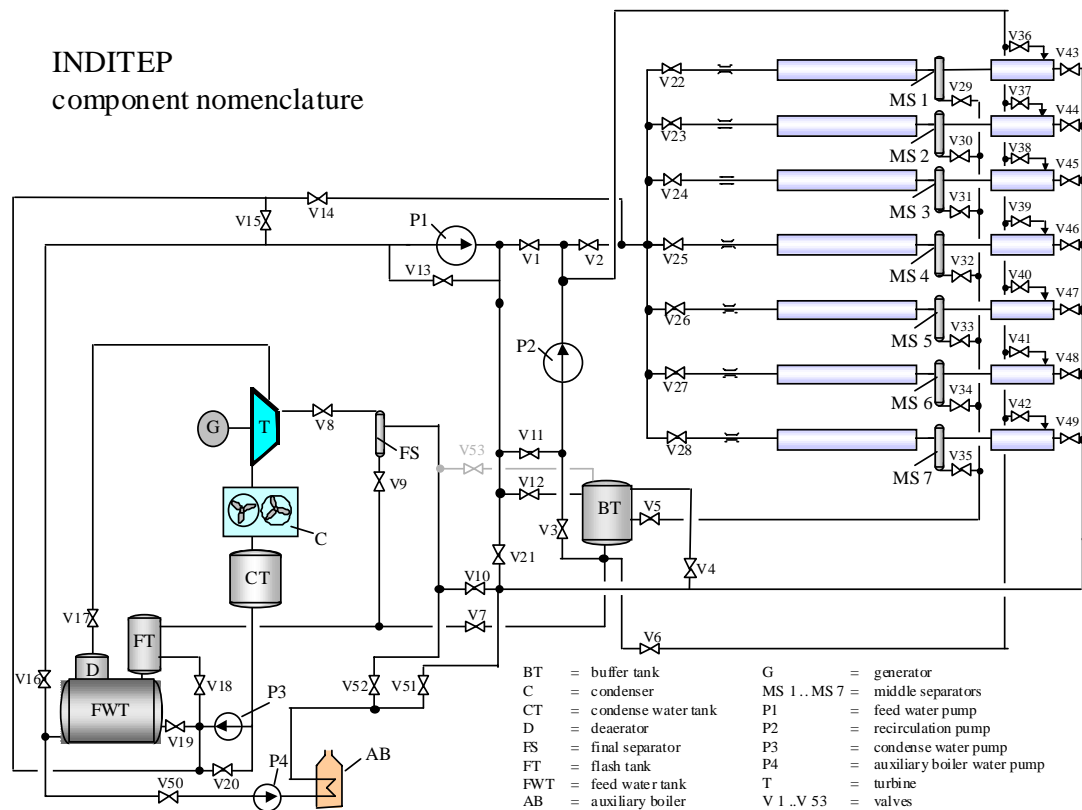 INDITEP
component nomenclature
V36
V43
V22
MS 1
V29
V37
V44
V23
MS 2
V30
V38
V45
V24
MS 3
V31
V39
V46
V14
V15
P1
V1
V2
V25
MS 4
V32
V40
V47
V13
V26
MS 5
V33
V41
V48
P2
V27
MS 6
V34
V42
V49
V28
MS 7
V35
G
T
V8
FS
V11
V53
V9
V12
BT
V5
V3
C
V21
V4
CT
V10
V17
V7
FT
V6
V16
D
V18
P3
V52
V51
FWT
V19
V20
P4
AB
V50
BT = buffer tank
C = condenser
CT = condense water tank
D = deaerator
FS = final separator
FT = flash tank
FWT = feed water tank
AB = auxiliary boiler
G = generator
MS 1 .. MS 7 = middle separators
P1 = feed water pump
P2 = recirculation pump
P3 = condense water pump
P4 = auxiliary boiler water pump
T = turbine
V 1 ..V 53 = valves